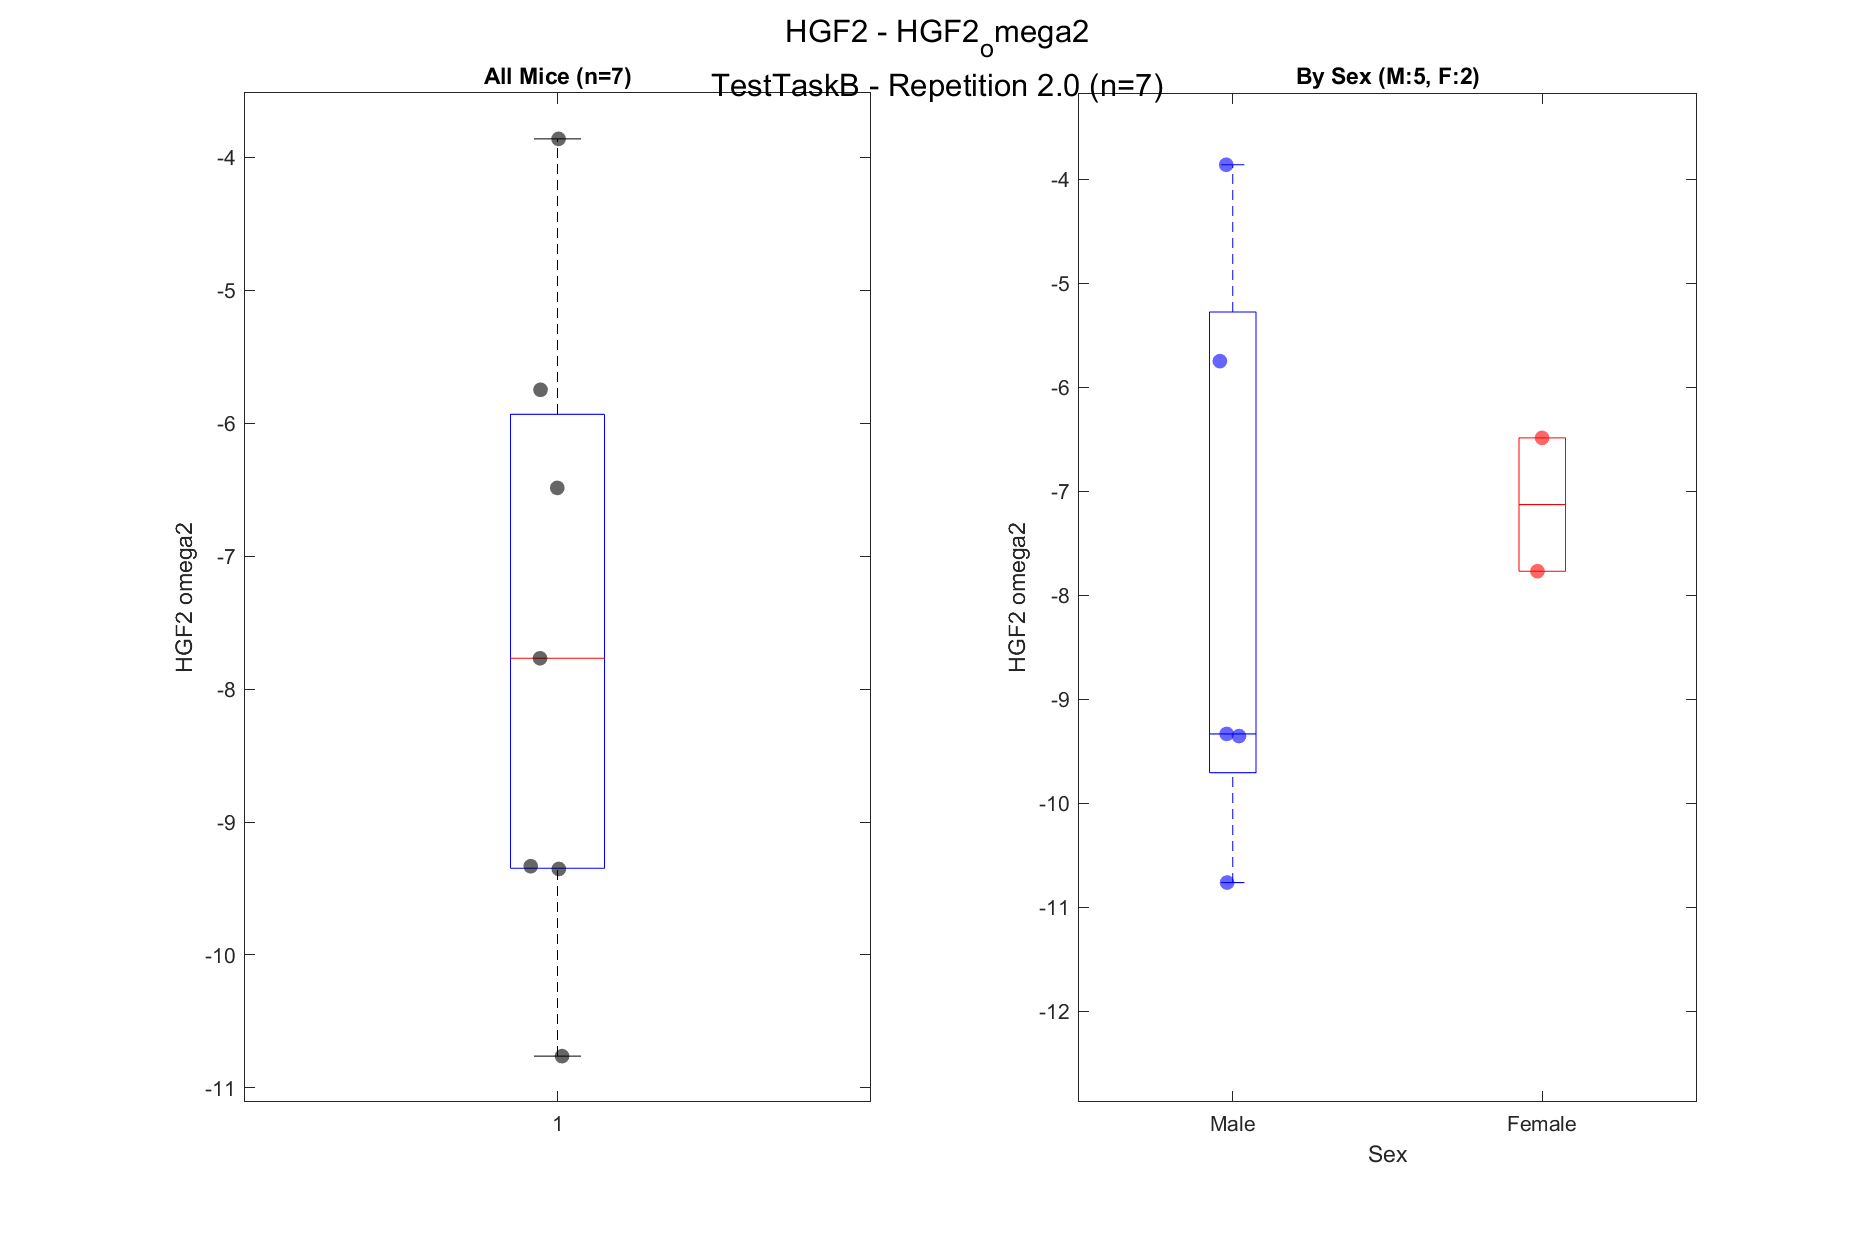 HGF2 - HGF2_omega2
TestTaskB - Repetition 2.0 (n=7)
All Mice (n=7)
-4
-5
-6
-7
-8
-9
-10
-11
HGF2 omega2
1
By Sex (M:5, F:2)
-4
-5
-6
-7
-8
-9
-10
-11
-12
HGF2 omega2
Male Female
Sex